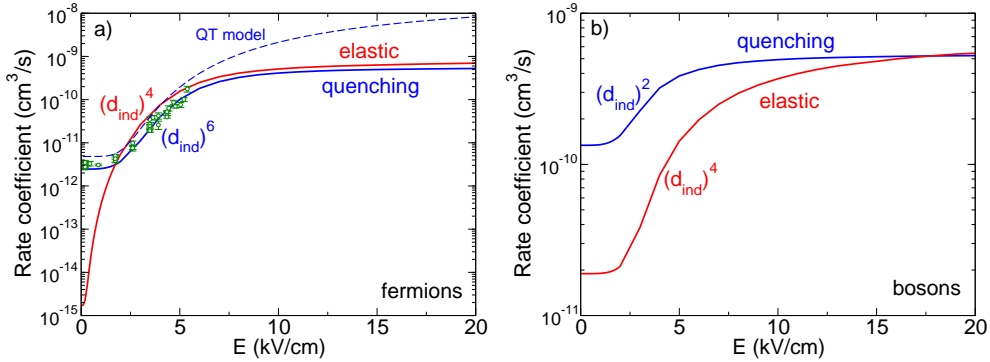 a)
QT model
elastic
quenching
(d_ind)^4
(d_ind)^6
fermions
Rate coefficient (cm^3/s)
10^-8
10^-9
10^-10
10^-11
10^-12
10^-13
10^-14
10^-15
0 5 10 15 20
E (kV/cm)
b)
quenching
(d_ind)^2
elastic
(d_ind)^4
bosons
Rate coefficient (cm^3/s)
10^-9
10^-10
10^-11
0 5 10 15 20
E (kV/cm)